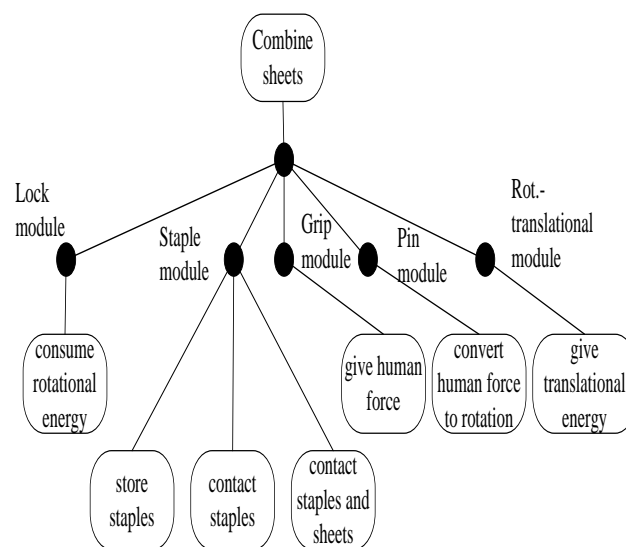 Combine
sheets
Lock
module
Staple
module
Grip
module
Pin
module
Rot.-
translational
module
consume
rotational
energy
give human
force
convert
human force
to rotation
give
translational
energy
store
staples
contact
staples
contact
staples and
sheets